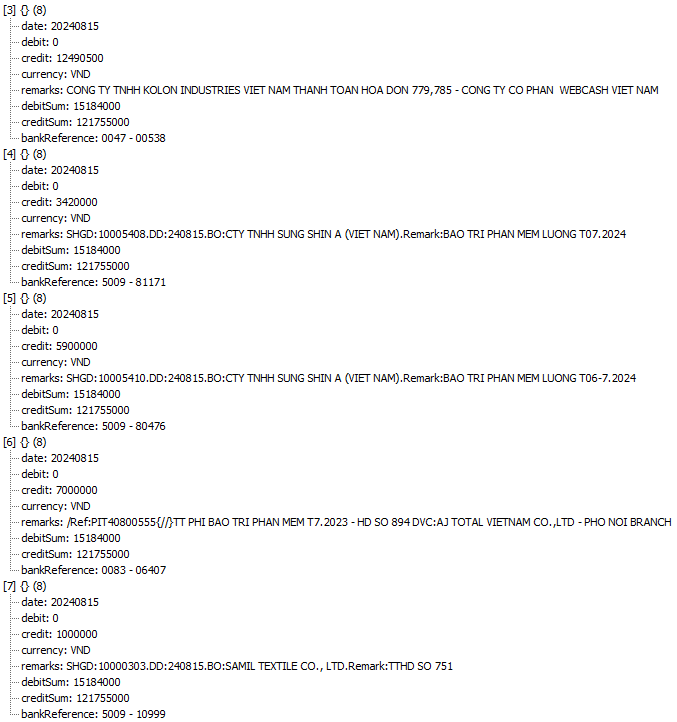 [3] {} (8)
date: 20240815
debit: 0
credit: 12490500
currency: VND
remarks: CONG TY TNHH KOLON INDUSTRIES VIET NAM THANH TOAN HOA DON 779,785 - CONG TY CO PHAN  WEBCASH VIET NAM
debitSum: 15184000
creditSum: 121755000
bankReference: 0047 - 00538
[4] {} (8)
date: 20240815
debit: 0
credit: 3420000
currency: VND
remarks: SHGD:10005408.DD:240815.BO:CTY TNHH SUNG SHIN A (VIET NAM).Remark:BAO TRI PHAN MEM LUONG T07.2024
debitSum: 15184000
creditSum: 121755000
bankReference: 5009 - 81171
[5] {} (8)
date: 20240815
debit: 0
credit: 5900000
currency: VND
remarks: SHGD:10005410.DD:240815.BO:CTY TNHH SUNG SHIN A (VIET NAM).Remark:BAO TRI PHAN MEM LUONG T06-7.2024
debitSum: 15184000
creditSum: 121755000
bankReference: 5009 - 80476
[6] {} (8)
date: 20240815
debit: 0
credit: 7000000
currency: VND
remarks: /Ref:PIT40800555{//}TT PHI BAO TRI PHAN MEM T7.2023 - HD SO 894 DVC:AJ TOTAL VIETNAM CO.,LTD - PHO NOI BRANCH
debitSum: 15184000
creditSum: 121755000
bankReference: 0083 - 06407
[7] {} (8)
date: 20240815
debit: 0
credit: 1000000
currency: VND
remarks: SHGD:10000303.DD:240815.BO:SAMIL TEXTILE CO., LTD.Remark:TTHD SO 751
debitSum: 15184000
creditSum: 121755000
bankReference: 5009 - 10999